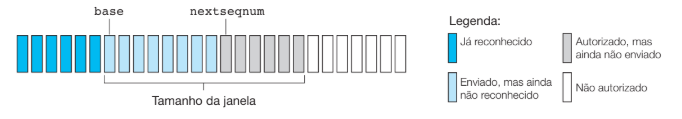 base
nextseqnum
Tamanho da janela
Legenda:
Já reconhecido
Autorizado, mas
ainda não enviado
Enviado, mas ainda
não reconhecido
Não autorizado